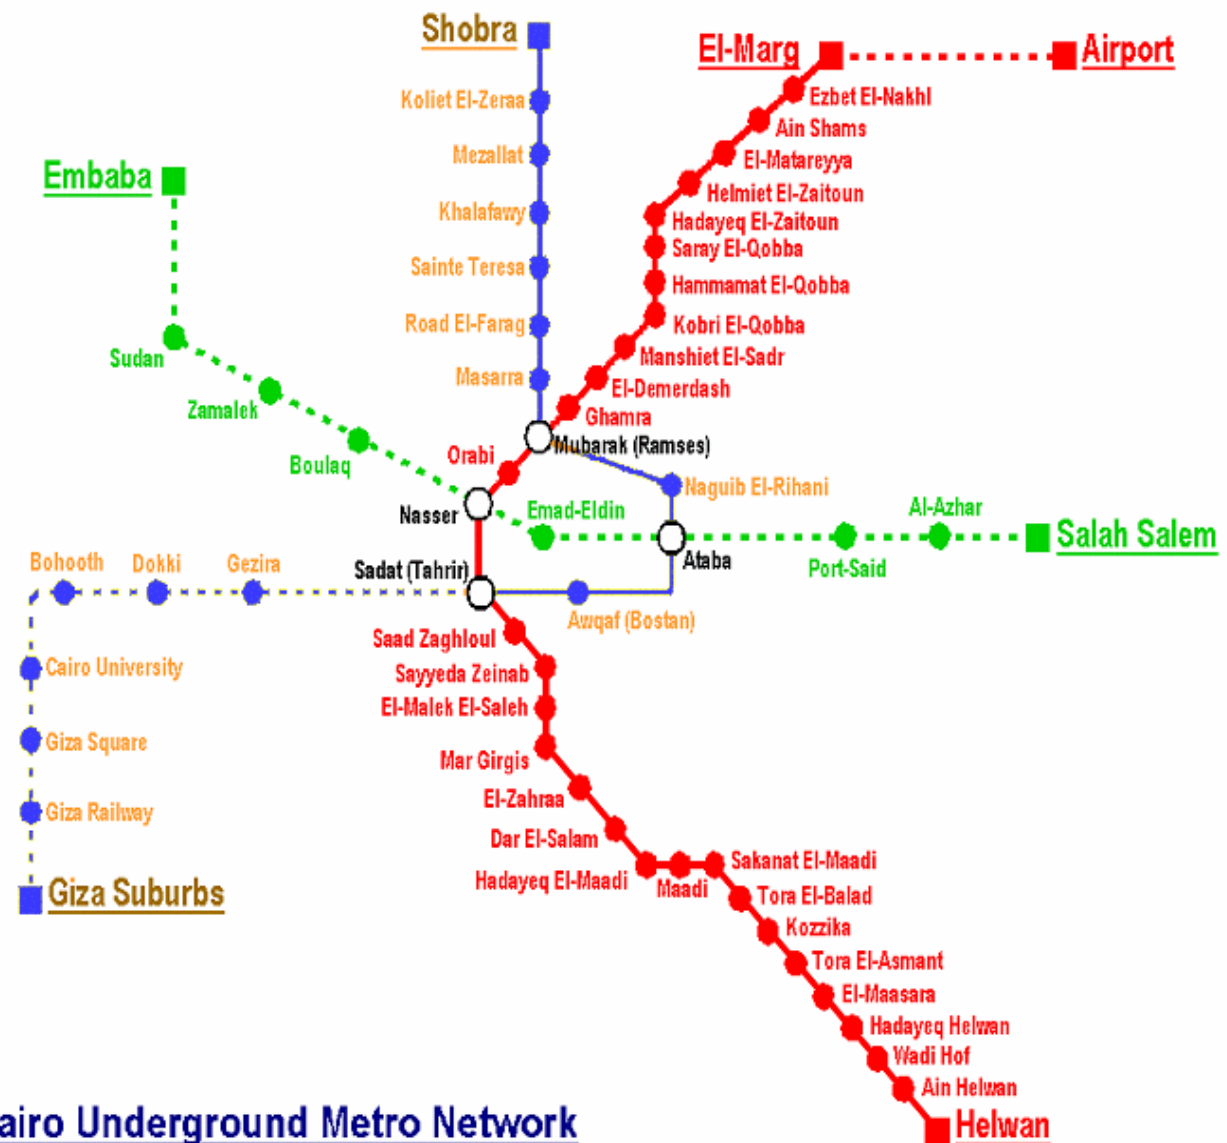 Shobra
El-Marg
Airport
Koliet El-Zeraa
Ezbet El-Nakhl
Ain Shams
Mezallat
El-Matareyya
Embaba
Helmiet El-Zaitoun
Khalafawy
Hadayeq El-Zaitoun
Saray El-Qobba
Sainte Teresa
Hammamat El-Qobba
Road El-Farag
Kobri El-Qobba
Sudan
Manshiet El-Sadr
Masarra
El-Demerdash
Zamalek
Ghamra
Mubarak (Ramses)
Orabi
Boulaq
Naguib El-Rihani
Nasser
Emad-Eldin
Al-Azhar
Salah Salem
Ataba
Port-Said
Bohooth
Dokki
Gezira
Sadat (Tahrir)
Awqaf (Bostan)
Saad Zaghloul
Cairo University
Sayyeda Zeinab
El-Malek El-Saleh
Giza Square
Mar Girgis
El-Zahraa
Giza Railway
Dar El-Salam
Sakanat El-Maadi
Hadayeq El-Maadi
Maadi
Giza Suburbs
Tora El-Balad
Kozzika
Tora El-Asmant
El-Maasara
Hadayeq Helwan
Wadi Hof
Ain Helwan
airo Underground Metro Network
Helwan